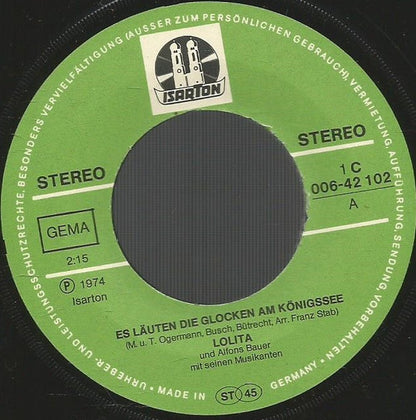 URHEBER- UND LEISTUNGSSCHUTZRECHTE, BESONDERS VERVIELFÄLTIGUNG (AUSSER ZUM PERSÖNLICHEN GEBRAUCH), VERMIETUNG, AUFFÜHRUNG, SENDUNG, VORBEHALTEN
ISARTON
STEREO
STEREO
1 C
006-42 102
A
GEMA
2:15
Ⓟ 1974
Isarton
ES LÄUTEN DIE GLOCKEN AM KÖNIGSSEE
(M. u. T. Ogermann, Busch, Bütrecht, Arr. Franz Stab)
LOLITA
und Alfons Bauer
mit seinen Musikanten
• MADE IN ST 45 GERMANY •